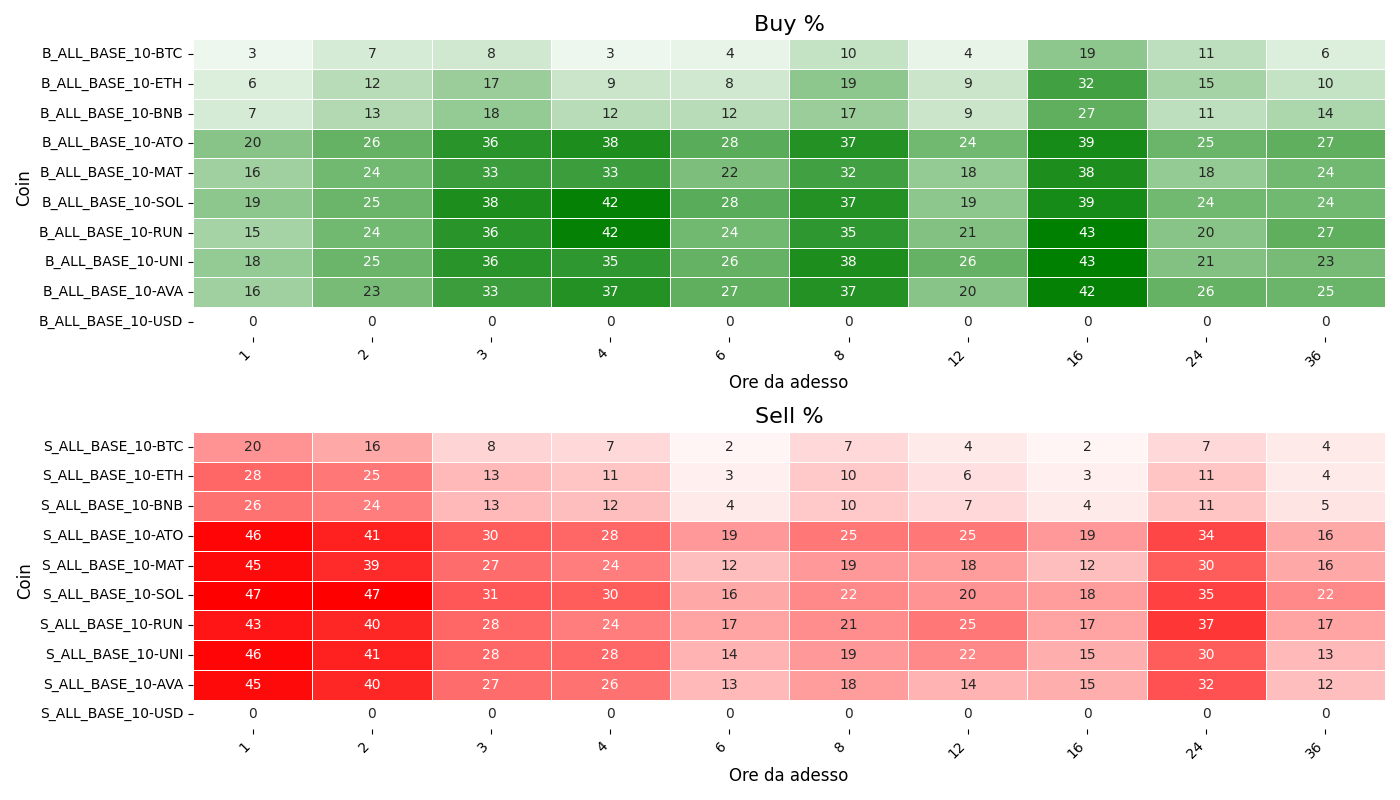 Buy %
Coin
B_ALL_BASE_10-BTC 3 7 8 3 4 10 4 19 11 6
B_ALL_BASE_10-ETH 6 12 17 9 8 19 9 32 15 10
B_ALL_BASE_10-BNB 7 13 18 12 12 17 9 27 11 14
B_ALL_BASE_10-ATO 20 26 36 38 28 37 24 39 25 27
B_ALL_BASE_10-MAT 16 24 33 33 22 32 18 38 18 24
B_ALL_BASE_10-SOL 19 25 38 42 28 37 19 39 24 24
B_ALL_BASE_10-RUN 15 24 36 42 24 35 21 43 20 27
B_ALL_BASE_10-UNI 18 25 36 35 26 38 26 43 21 23
B_ALL_BASE_10-AVA 16 23 33 37 27 37 20 42 26 25
B_ALL_BASE_10-USD 0 0 0 0 0 0 0 0 0 0
1 2 3 4 6 8 12 16 24 36
Ore da adesso
Sell %
Coin
S_ALL_BASE_10-BTC 20 16 8 7 2 7 4 2 7 4
S_ALL_BASE_10-ETH 28 25 13 11 3 10 6 3 11 4
S_ALL_BASE_10-BNB 26 24 13 12 4 10 7 4 11 5
S_ALL_BASE_10-ATO 46 41 30 28 19 25 25 19 34 16
S_ALL_BASE_10-MAT 45 39 27 24 12 19 18 12 30 16
S_ALL_BASE_10-SOL 47 47 31 30 16 22 20 18 35 22
S_ALL_BASE_10-RUN 43 40 28 24 17 21 25 17 37 17
S_ALL_BASE_10-UNI 46 41 28 28 14 19 22 15 30 13
S_ALL_BASE_10-AVA 45 40 27 26 13 18 14 15 32 12
S_ALL_BASE_10-USD 0 0 0 0 0 0 0 0 0 0
1 2 3 4 6 8 12 16 24 36
Ore da adesso